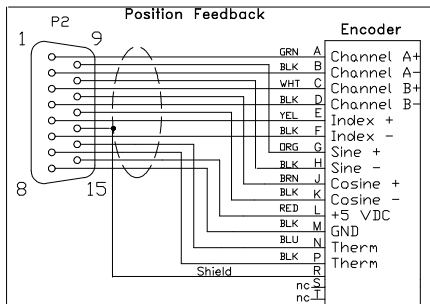 Position Feedback
P2
Encoder
1 9
8 15
GRN A Channel A+
BLK B Channel A-
WHT C Channel B+
BLK D Channel B-
YEL E Index +
BLK F Index -
ORG G Sine +
BLK H Sine -
BRN J Cosine +
BLK K Cosine -
RED L +5 VDC
BLK M GND
BLU N Therm
BLK P Therm
Shield R
nc S
nc T